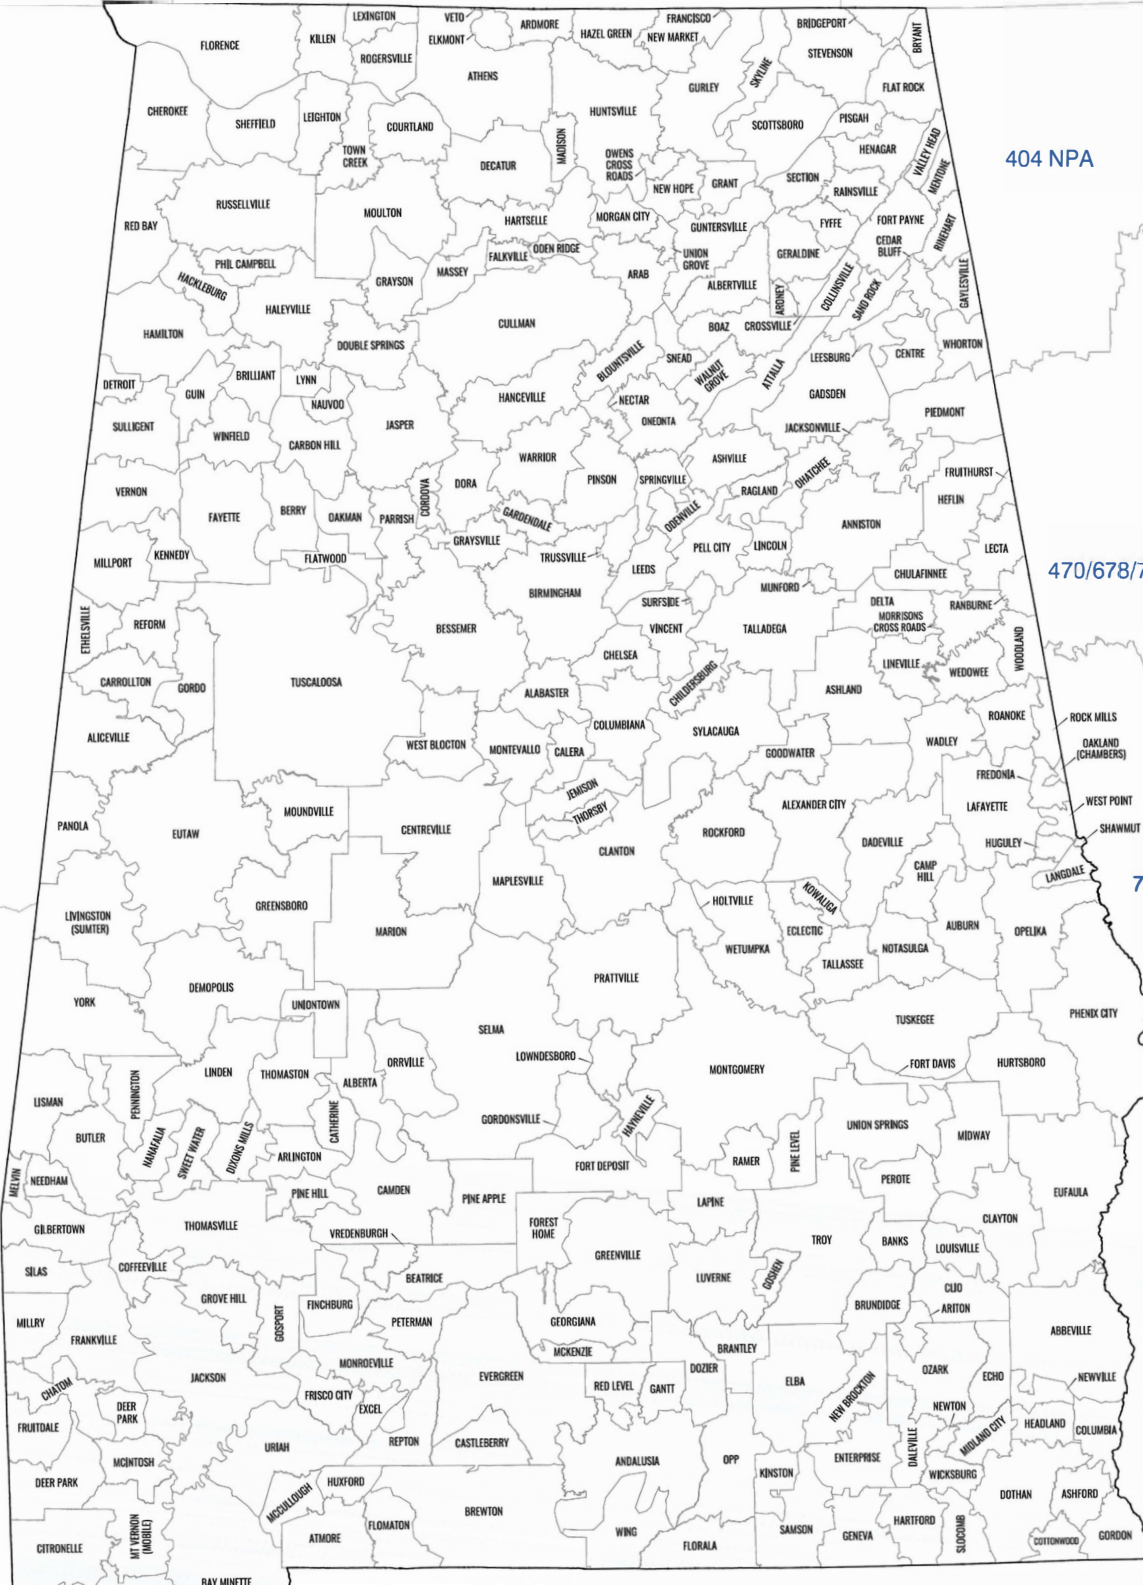 LEXINGTON
VETO
ARDMORE
FRANCISCO
BRIDGEPORT
BRYANT
FLORENCE
KILLEN
ELKMONT
HAZEL GREEN
NEW MARKET
STEVENSON
ROGERSVILLE
ATHENS
SKYLINE
GURLEY
FLAT ROCK
CHEROKEE
SHEFFIELD
LEIGHTON
COURTLAND
HUNTSVILLE
SCOTTSBORO
PISGAH
TOWN
CREEK
DECATUR
MADISON
OWENS
CROSS
ROADS
HENAGAR
VALLEY HEAD
MENTONE
404 NPA
NEW HOPE
GRANT
SECTION
RAINSVILLE
RUSSELLVILLE
MOULTON
HARTSELLE
MORGAN CITY
GUNTERSVILLE
FYFFE
FORT PAYNE
RINEHART
RED BAY
PHIL CAMPBELL
FALKVILLE
ODEN RIDGE
UNION
GROVE
GERALDINE
CEDAR
BLUFF
HACKLEBURG
GRAYSON
MASSEY
ARAB
ALBERTVILLE
ARDNEY
COLLINSVILLE
SAND ROCK
GAYLESVILLE
HALEYVILLE
CULLMAN
BOAZ
CROSSVILLE
HAMILTON
DOUBLE SPRINGS
BLOUNTSVILLE
SNEAD
WALNUT
GROVE
ATTALLA
LEESBURG
CENTRE
WHORTON
DETROIT
GUIN
BRILLIANT
LYNN
NAUVOO
HANCEVILLE
NECTAR
GADSDEN
SULLIGENT
WINFIELD
CARBON HILL
JASPER
ONEONTA
JACKSONVILLE
PIEDMONT
WARRIOR
ASHVILLE
VERNON
DORA
PINSON
SPRINGVILLE
RAGLAND
OHATCHEE
FRUITHURST
HEFLIN
FAYETTE
BERRY
OAKMAN
PARRISH
CORDOVA
GARDENDALE
ODENVILLE
ANNISTON
MILLPORT
KENNEDY
FLATWOOD
GRAYSVILLE
TRUSSVILLE
LEEDS
PELL CITY
LINCOLN
LECTA
CHULAFINNEE
470/678/7
BIRMINGHAM
SURFSIDE
MUNFORD
ETHELSVILLE
REFORM
BESSEMER
VINCENT
TALLADEGA
DELTA
MORRISONS
CROSS ROADS
RANBURNE
WOODLAND
CHELSEA
CARROLLTON
GORDO
TUSCALOOSA
ALABASTER
CHILDERSBURG
ASHLAND
LINEVILLE
WEDOWEE
ALICEVILLE
WEST BLOCTON
MONTEVALLO
CALERA
COLUMBIANA
SYLACAUGA
GOODWATER
WADLEY
ROANOKE
ROCK MILLS
OAKLAND
(CHAMBERS)
JEMISON
THORSBY
FREDONIA
PANOLA
EUTAW
MOUNDVILLE
CENTREVILLE
ROCKFORD
ALEXANDER CITY
LAFAYETTE
WEST POINT
CLANTON
DADEVILLE
HUGULEY
SHAWMUT
CAMP
HILL
LANGDALE
7
MAPLESVILLE
LIVINGSTON
(SUMTER)
GREENSBORO
MARION
HOLTVILLE
KOWALIGA
ECLECTIC
AUBURN
OPELIKA
WETUMPKA
NOTASULGA
TALLASSEE
DEMOPOLIS
PRATTVILLE
YORK
UNIONTOWN
TUSKEGEE
PHENIX CITY
SELMA
LOWNDESBORO
LINDEN
THOMASTON
ALBERTA
ORRVILLE
MONTGOMERY
FORT DAVIS
HURTSBORO
LISMAN
PENNINGTON
BUTLER
CATHERINE
GORDONSVILLE
HAYNEVILLE
UNION SPRINGS
MIDWAY
NANAFALIA
SWEET WATER
DIXONS MILLS
ARLINGTON
FORT DEPOSIT
RAMER
PINE LEVEL
MELVIN
NEEDHAM
PINE HILL
CAMDEN
PINE APPLE
LAPINE
PEROTE
EUFAULA
GILBERTOWN
THOMASVILLE
VREDENBURGH
FOREST
HOME
GREENVILLE
TROY
BANKS
CLAYTON
LOUISVILLE
SILAS
COFFEEVILLE
BEATRICE
LUVERNE
GOSHEN
CLIO
ARITON
GROVE HILL
GOSPORT
FINCHBURG
PETERMAN
GEORGIANA
BRUNDIDGE
MILLRY
FRANKVILLE
MCKENZIE
BRANTLEY
ABBEVILLE
MONROEVILLE
JACKSON
EVERGREEN
RED LEVEL
GANTT
DOZIER
ELBA
OZARK
ECHO
NEWVILLE
CHATOM
FRISCO CITY
EXCEL
NEW BROCKTON
NEWTON
DEER
PARK
FRUITDALE
REPTON
CASTLEBERRY
DALEVILLE
MIDLAND CITY
HEADLAND
COLUMBIA
URIAH
MCINTOSH
ANDALUSIA
OPP
KINSTON
ENTERPRISE
WICKSBURG
DEER PARK
MCCULLOUGH
HUXFORD
DOTHAN
ASHFORD
BREWTON
CITRONELLE
MT VERNON
(MOBILE)
ATMORE
FLOMATON
WING
FLORALA
SAMSON
GENEVA
HARTFORD
SLOCOMB
COTTONWOOD
GORDON
BAY MINETTE